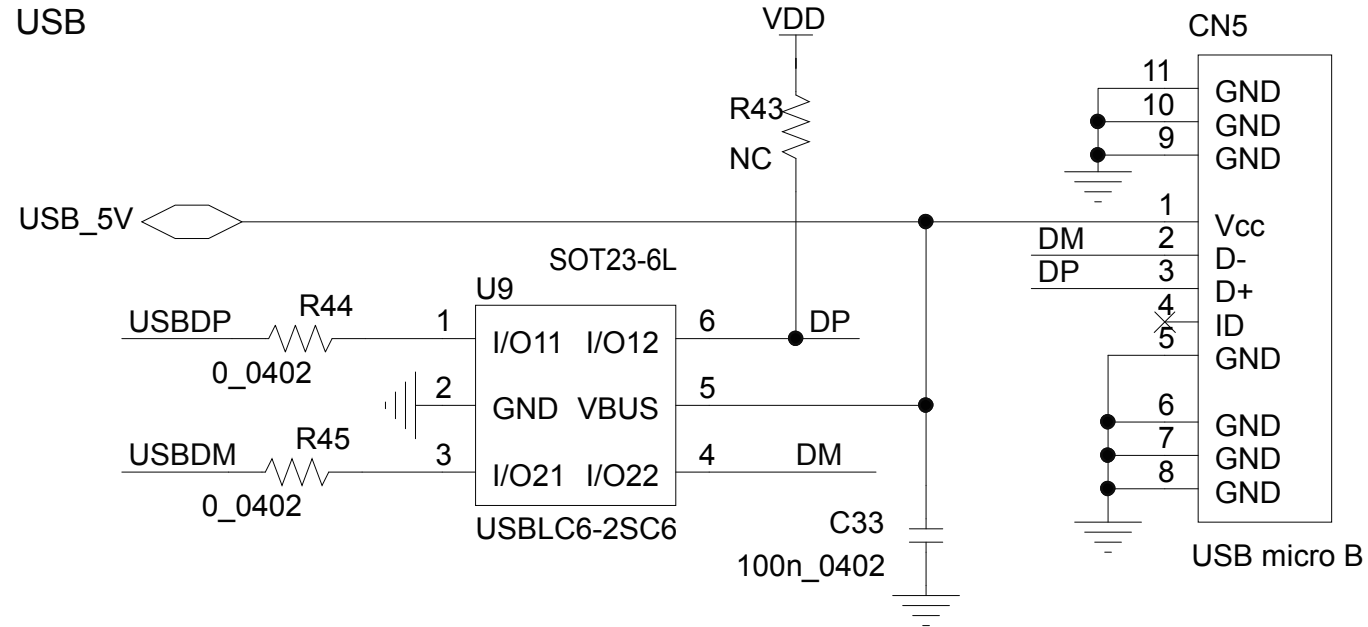 USB
VDD
CN5
R43
NC
11 GND
10 GND
9 GND
USB_5V
1 Vcc
DM 2 D-
DP 3 D+
4 ID
5 GND
6 GND
7 GND
8 GND
USB micro B
SOT23-6L
U9
USBDP R44 1 I/O11 I/O12 6 DP
0_0402
2 GND VBUS 5
USBDM R45 3 I/O21 I/O22 4 DM
0_0402
USBLC6-2SC6
C33
100n_0402